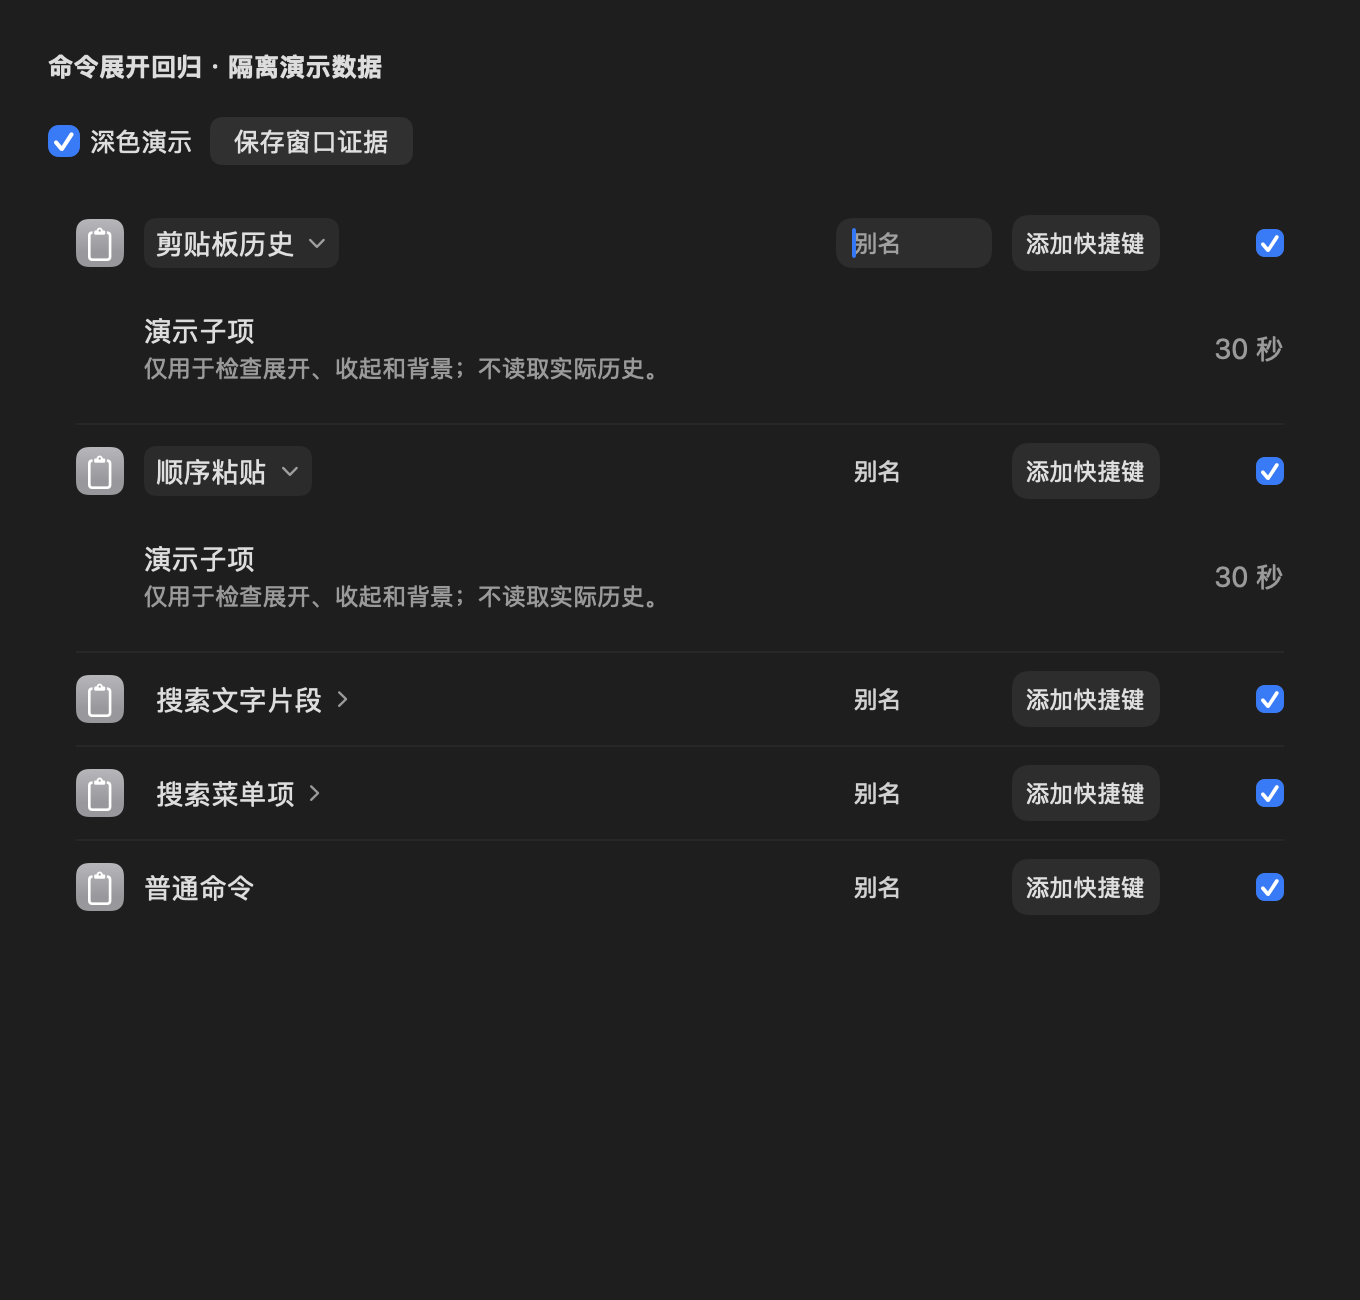 命令展开回归 · 隔离演示数据
深色演示 保存窗口证据
剪贴板历史 别名 添加快捷键
演示子项
仅用于检查展开、收起和背景；不读取实际历史。 30 秒
顺序粘贴 别名 添加快捷键
演示子项
仅用于检查展开、收起和背景；不读取实际历史。 30 秒
搜索文字片段 别名 添加快捷键
搜索菜单项 别名 添加快捷键
普通命令 别名 添加快捷键